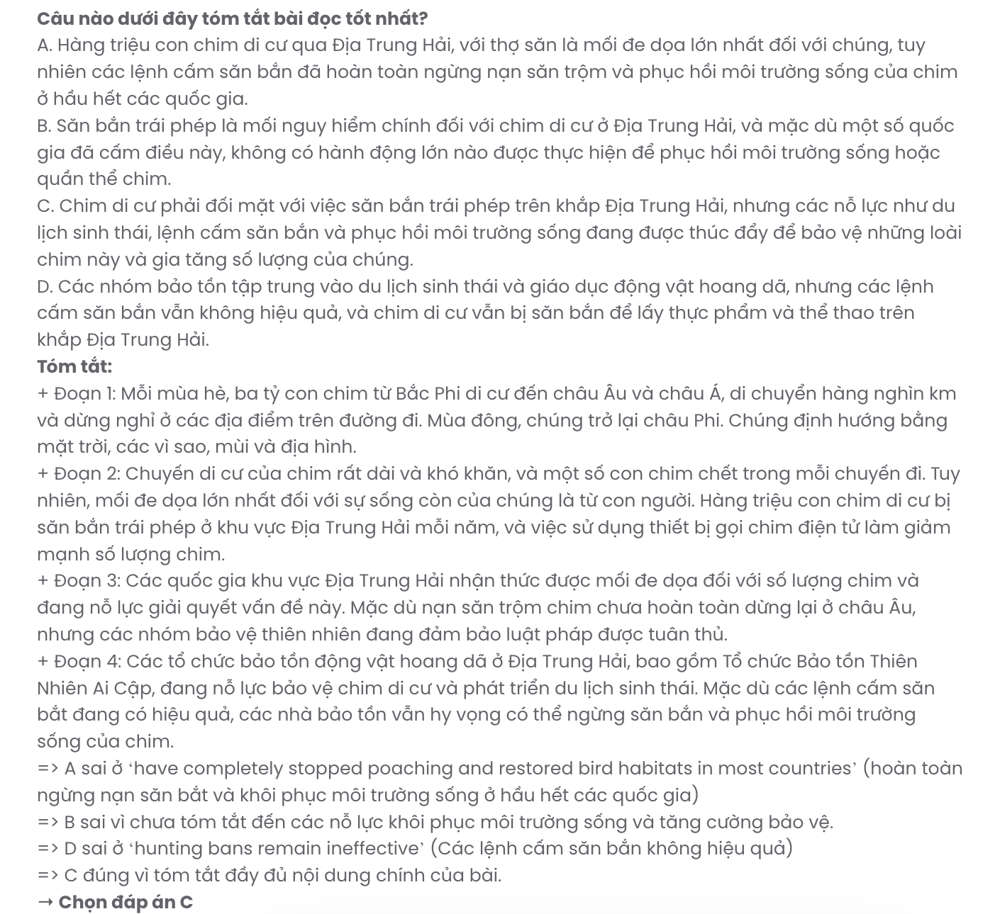 Câu nào dưới đây tóm tắt bài đọc tốt nhất?
A. Hàng triệu con chim di cư qua Địa Trung Hải, với thợ săn là mối đe dọa lớn nhất đối với chúng, tuy
nhiên các lệnh cấm săn bắn đã hoàn toàn ngừng nạn săn trộm và phục hồi môi trường sống của chim
ở hầu hết các quốc gia.
B. Săn bắn trái phép là mối nguy hiểm chính đối với chim di cư ở Địa Trung Hải, và mặc dù một số quốc
gia đã cấm điều này, không có hành động lớn nào được thực hiện để phục hồi môi trường sống hoặc
quần thể chim.
C. Chim di cư phải đối mặt với việc săn bắn trái phép trên khắp Địa Trung Hải, nhưng các nỗ lực như du
lịch sinh thái, lệnh cấm săn bắn và phục hồi môi trường sống đang được thúc đẩy để bảo vệ những loài
chim này và gia tăng số lượng của chúng.
D. Các nhóm bảo tồn tập trung vào du lịch sinh thái và giáo dục động vật hoang dã, nhưng các lệnh
cấm săn bắn vẫn không hiệu quả, và chim di cư vẫn bị săn bắn để lấy thực phẩm và thể thao trên
khắp Địa Trung Hải.
Tóm tắt:
+ Đoạn 1: Mỗi mùa hè, ba tỷ con chim từ Bắc Phi di cư đến châu Âu và châu Á, di chuyển hàng nghìn km
và dừng nghỉ ở các địa điểm trên đường đi. Mùa đông, chúng trở lại châu Phi. Chúng định hướng bằng
mặt trời, các vì sao, mùi và địa hình.
+ Đoạn 2: Chuyến di cư của chim rất dài và khó khăn, và một số con chim chết trong mỗi chuyến đi. Tuy
nhiên, mối đe dọa lớn nhất đối với sự sống còn của chúng là từ con người. Hàng triệu con chim di cư bị
săn bắn trái phép ở khu vực Địa Trung Hải mỗi năm, và việc sử dụng thiết bị gọi chim điện tử làm giảm
mạnh số lượng chim.
+ Đoạn 3: Các quốc gia khu vực Địa Trung Hải nhận thức được mối đe dọa đối với số lượng chim và
đang nỗ lực giải quyết vấn đề này. Mặc dù nạn săn trộm chim chưa hoàn toàn dừng lại ở châu Âu,
nhưng các nhóm bảo vệ thiên nhiên đang đảm bảo luật pháp được tuân thủ.
+ Đoạn 4: Các tổ chức bảo tồn động vật hoang dã ở Địa Trung Hải, bao gồm Tổ chức Bảo tồn Thiên
Nhiên Ai Cập, đang nỗ lực bảo vệ chim di cư và phát triển du lịch sinh thái. Mặc dù các lệnh cấm săn
bắt đang có hiệu quả, các nhà bảo tồn vẫn hy vọng có thể ngừng săn bắn và phục hồi môi trường
sống của chim.
=> A sai ở ‘have completely stopped poaching and restored bird habitats in most countries’ (hoàn toàn
ngừng nạn săn bắt và khôi phục môi trường sống ở hầu hết các quốc gia)
=> B sai vì chưa tóm tắt đến các nỗ lực khôi phục môi trường sống và tăng cường bảo vệ.
=> D sai ở ‘hunting bans remain ineffective’ (Các lệnh cấm săn bắn không hiệu quả)
=> C đúng vì tóm tắt đầy đủ nội dung chính của bài.
→ Chọn đáp án C